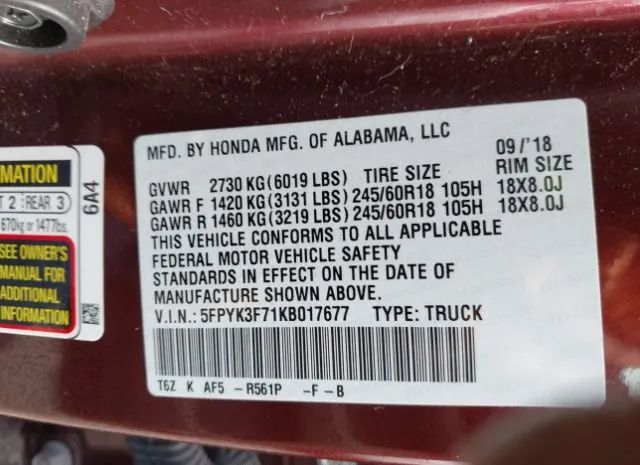 MATION
T 2 REAR 3
670kg or 1477lbs.
SEE OWNER'S
MANUAL FOR
ADDITIONAL
INFORMATION
6A4
MFD. BY HONDA MFG. OF ALABAMA, LLC 09/'18
GVWR 2730 KG(6019 LBS) TIRE SIZE RIM SIZE
GAWR F 1420 KG(3131 LBS) 245/60R18 105H 18X8.0J
GAWR R 1460 KG(3219 LBS) 245/60R18 105H 18X8.0J
THIS VEHICLE CONFORMS TO ALL APPLICABLE
FEDERAL MOTOR VEHICLE SAFETY
STANDARDS IN EFFECT ON THE DATE OF
MANUFACTURE SHOWN ABOVE.
V.I.N.: 5FPYK3F71KB017677 TYPE: TRUCK
T6Z K AF5 -R561P -F -B